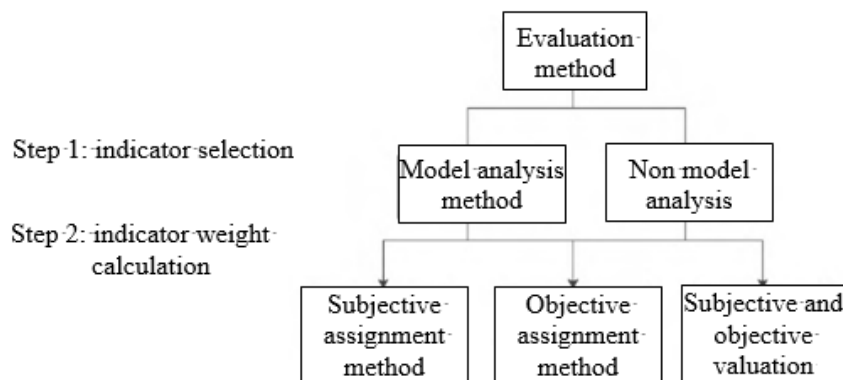 Evaluation
method
Step 1: indicator selection
Model analysis
method
Non model
analysis
Step 2: indicator weight
calculation
Subjective
assignment
method
Objective
assignment
method
Subjective and
objective
valuation